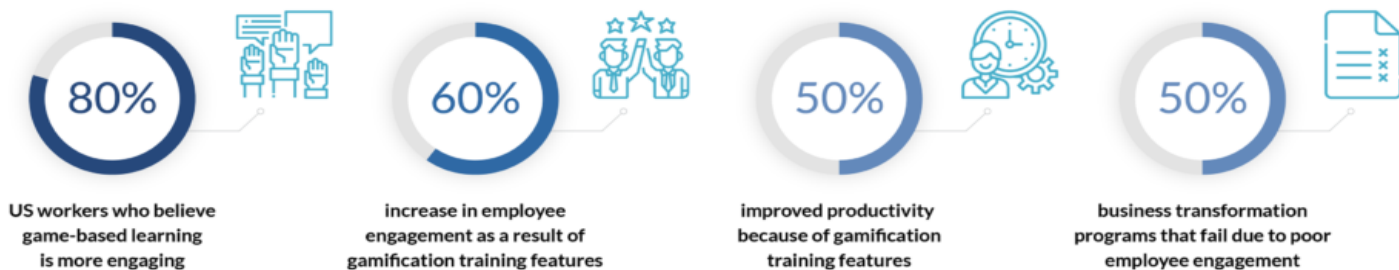 80%
60%
50%
50%
US workers who believe
game-based learning
is more engaging
increase in employee
engagement as a result of
gamification training features
improved productivity
because of gamification
training features
business transformation
programs that fail due to poor
employee engagement